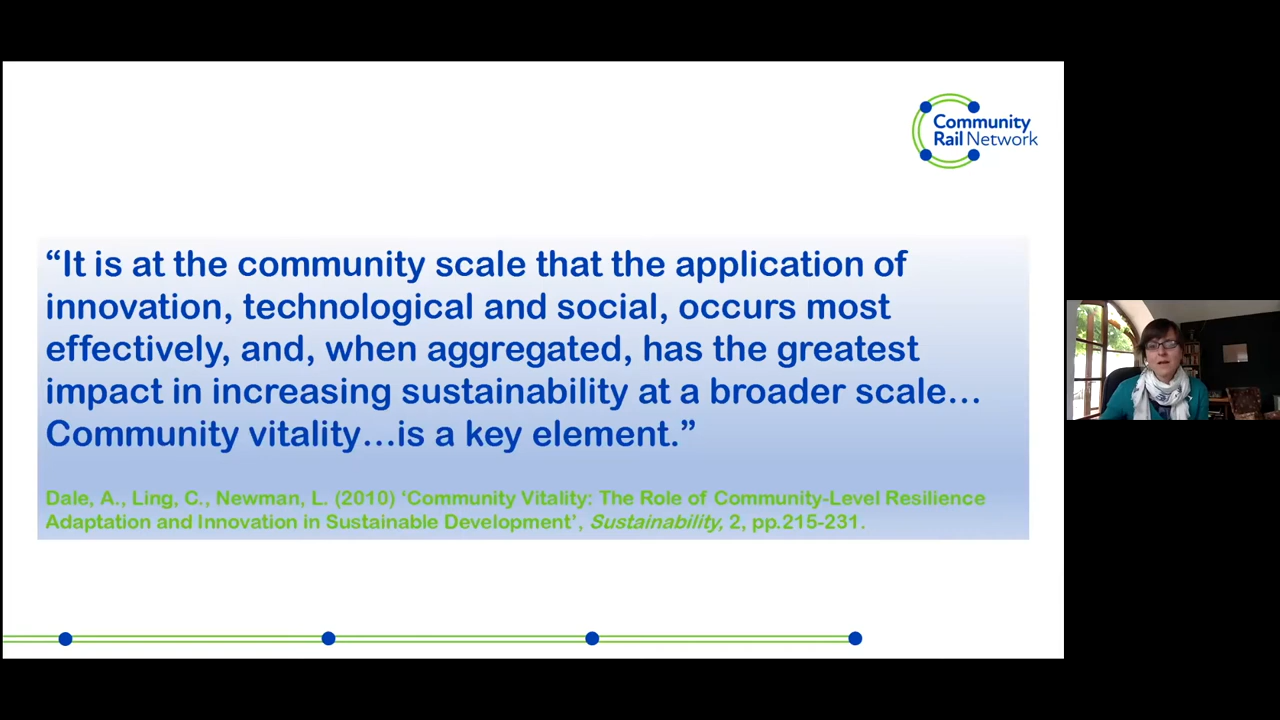 Community
Rail Network
“It is at the community scale that the application of
innovation, technological and social, occurs most
effectively, and, when aggregated, has the greatest
impact in increasing sustainability at a broader scale…
Community vitality…is a key element.”
Dale, A., Ling, C., Newman, L. (2010) ‘Community Vitality: The Role of Community-Level Resilience
Adaptation and Innovation in Sustainable Development’, Sustainability, 2, pp.215-231.